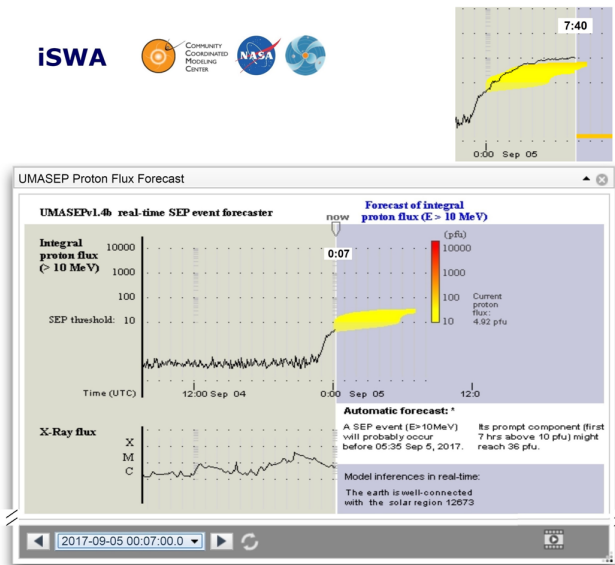 iSWA
COMMUNITY
COORDINATED
MODELING
CENTER
NASA
7:40
0:00 Sep 05
UMASEP Proton Flux Forecast
UMASEPv1.4b real-time SEP event forecaster
now
Forecast of integral
proton flux (E > 10 MeV)
Integral
proton flux
(> 10 MeV)
10000
1000
100
SEP threshold: 10
0:07
(pfu)
10000
1000
100
10
Current
proton
flux:
4.92 pfu
Time (UTC)
12:00 Sep 04
0:00 Sep 05
12:0
X-Ray flux
X
M
C
Automatic forecast: *
A SEP event (E>10MeV)
will probably occur
before 05:35 Sep 5, 2017.
Its prompt component (first
7 hrs above 10 pfu) might
reach 36 pfu.
Model inferences in real-time:
The earth is well-connected
with the solar region 12673
2017-09-05 00:07:00.0